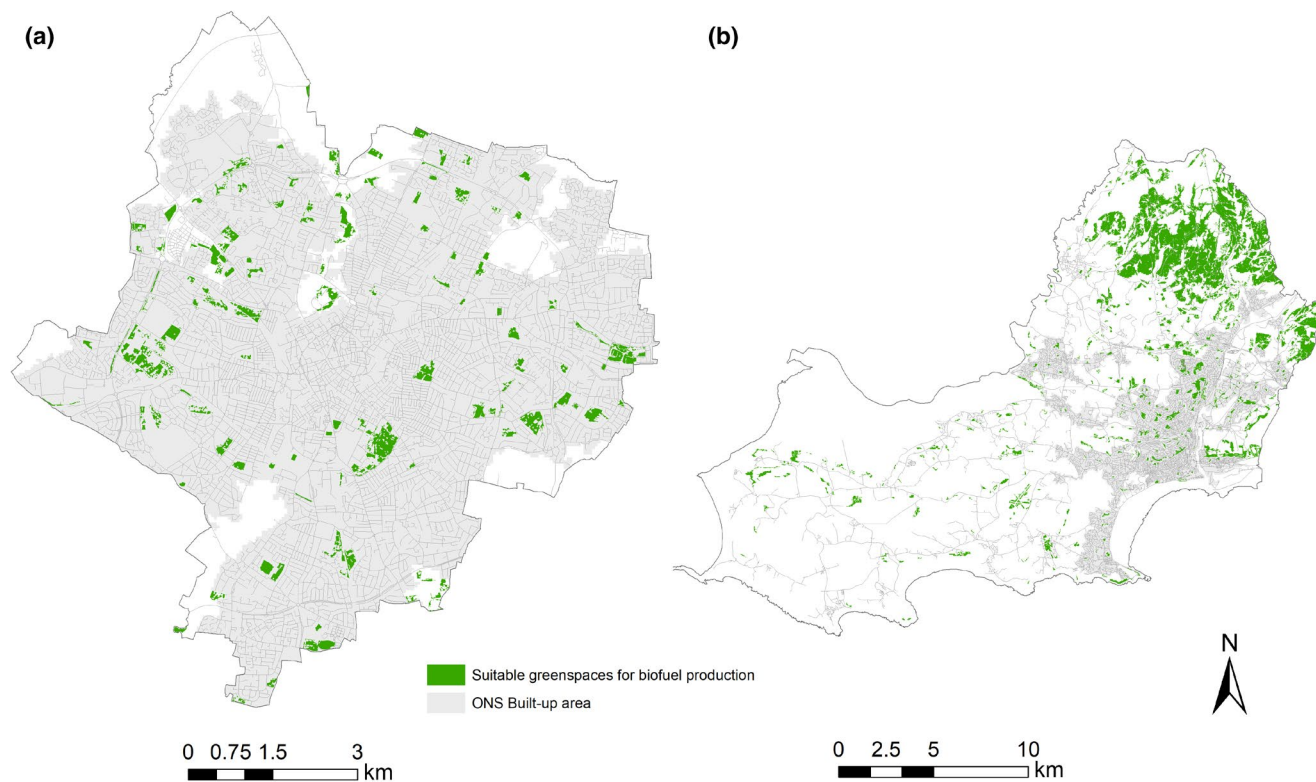 (a)
(b)
Suitable greenspaces for biofuel production
ONS Built-up area
N
0 0.75 1.5 3
km
0 2.5 5 10
km